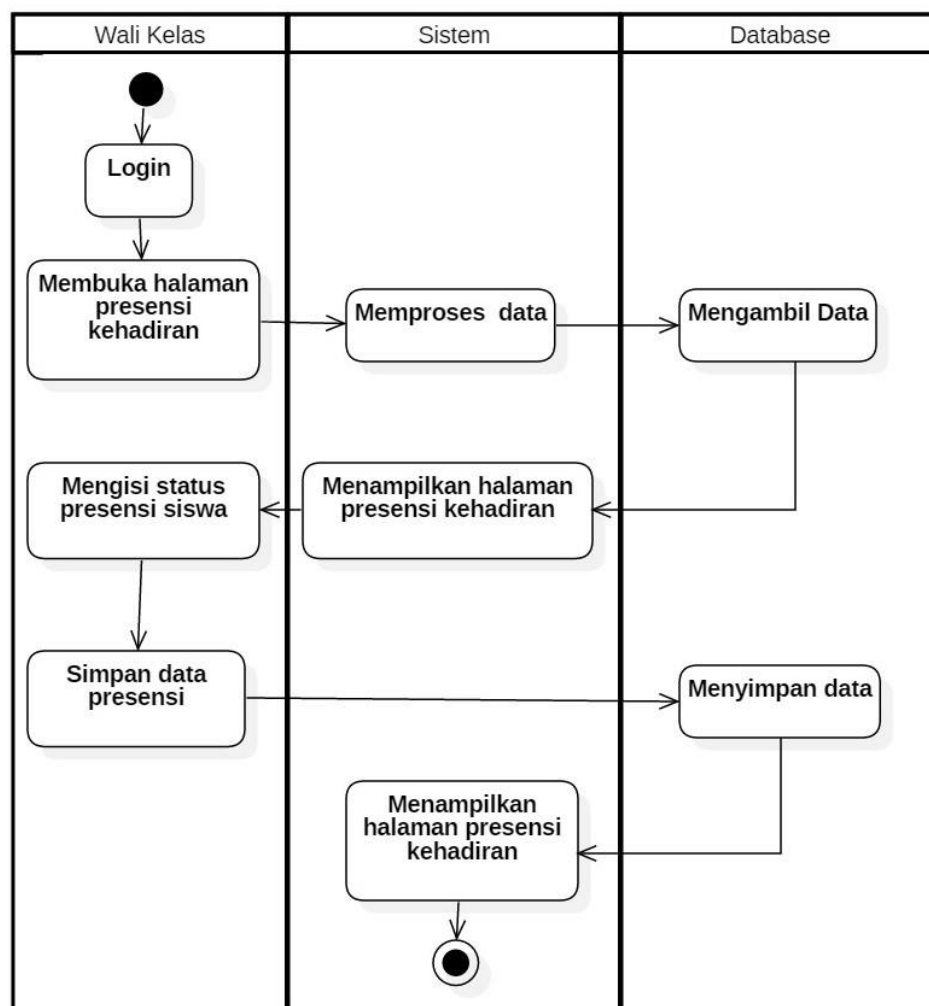 Wali Kelas
Sistem
Database
Login
Membuka halaman
presensi
kehadiran
Memproses  data
Mengambil Data
Mengisi status
presensi siswa
Menampilkan halaman
presensi kehadiran
Simpan data
presensi
Menyimpan data
Menampilkan
halaman presensi
kehadiran